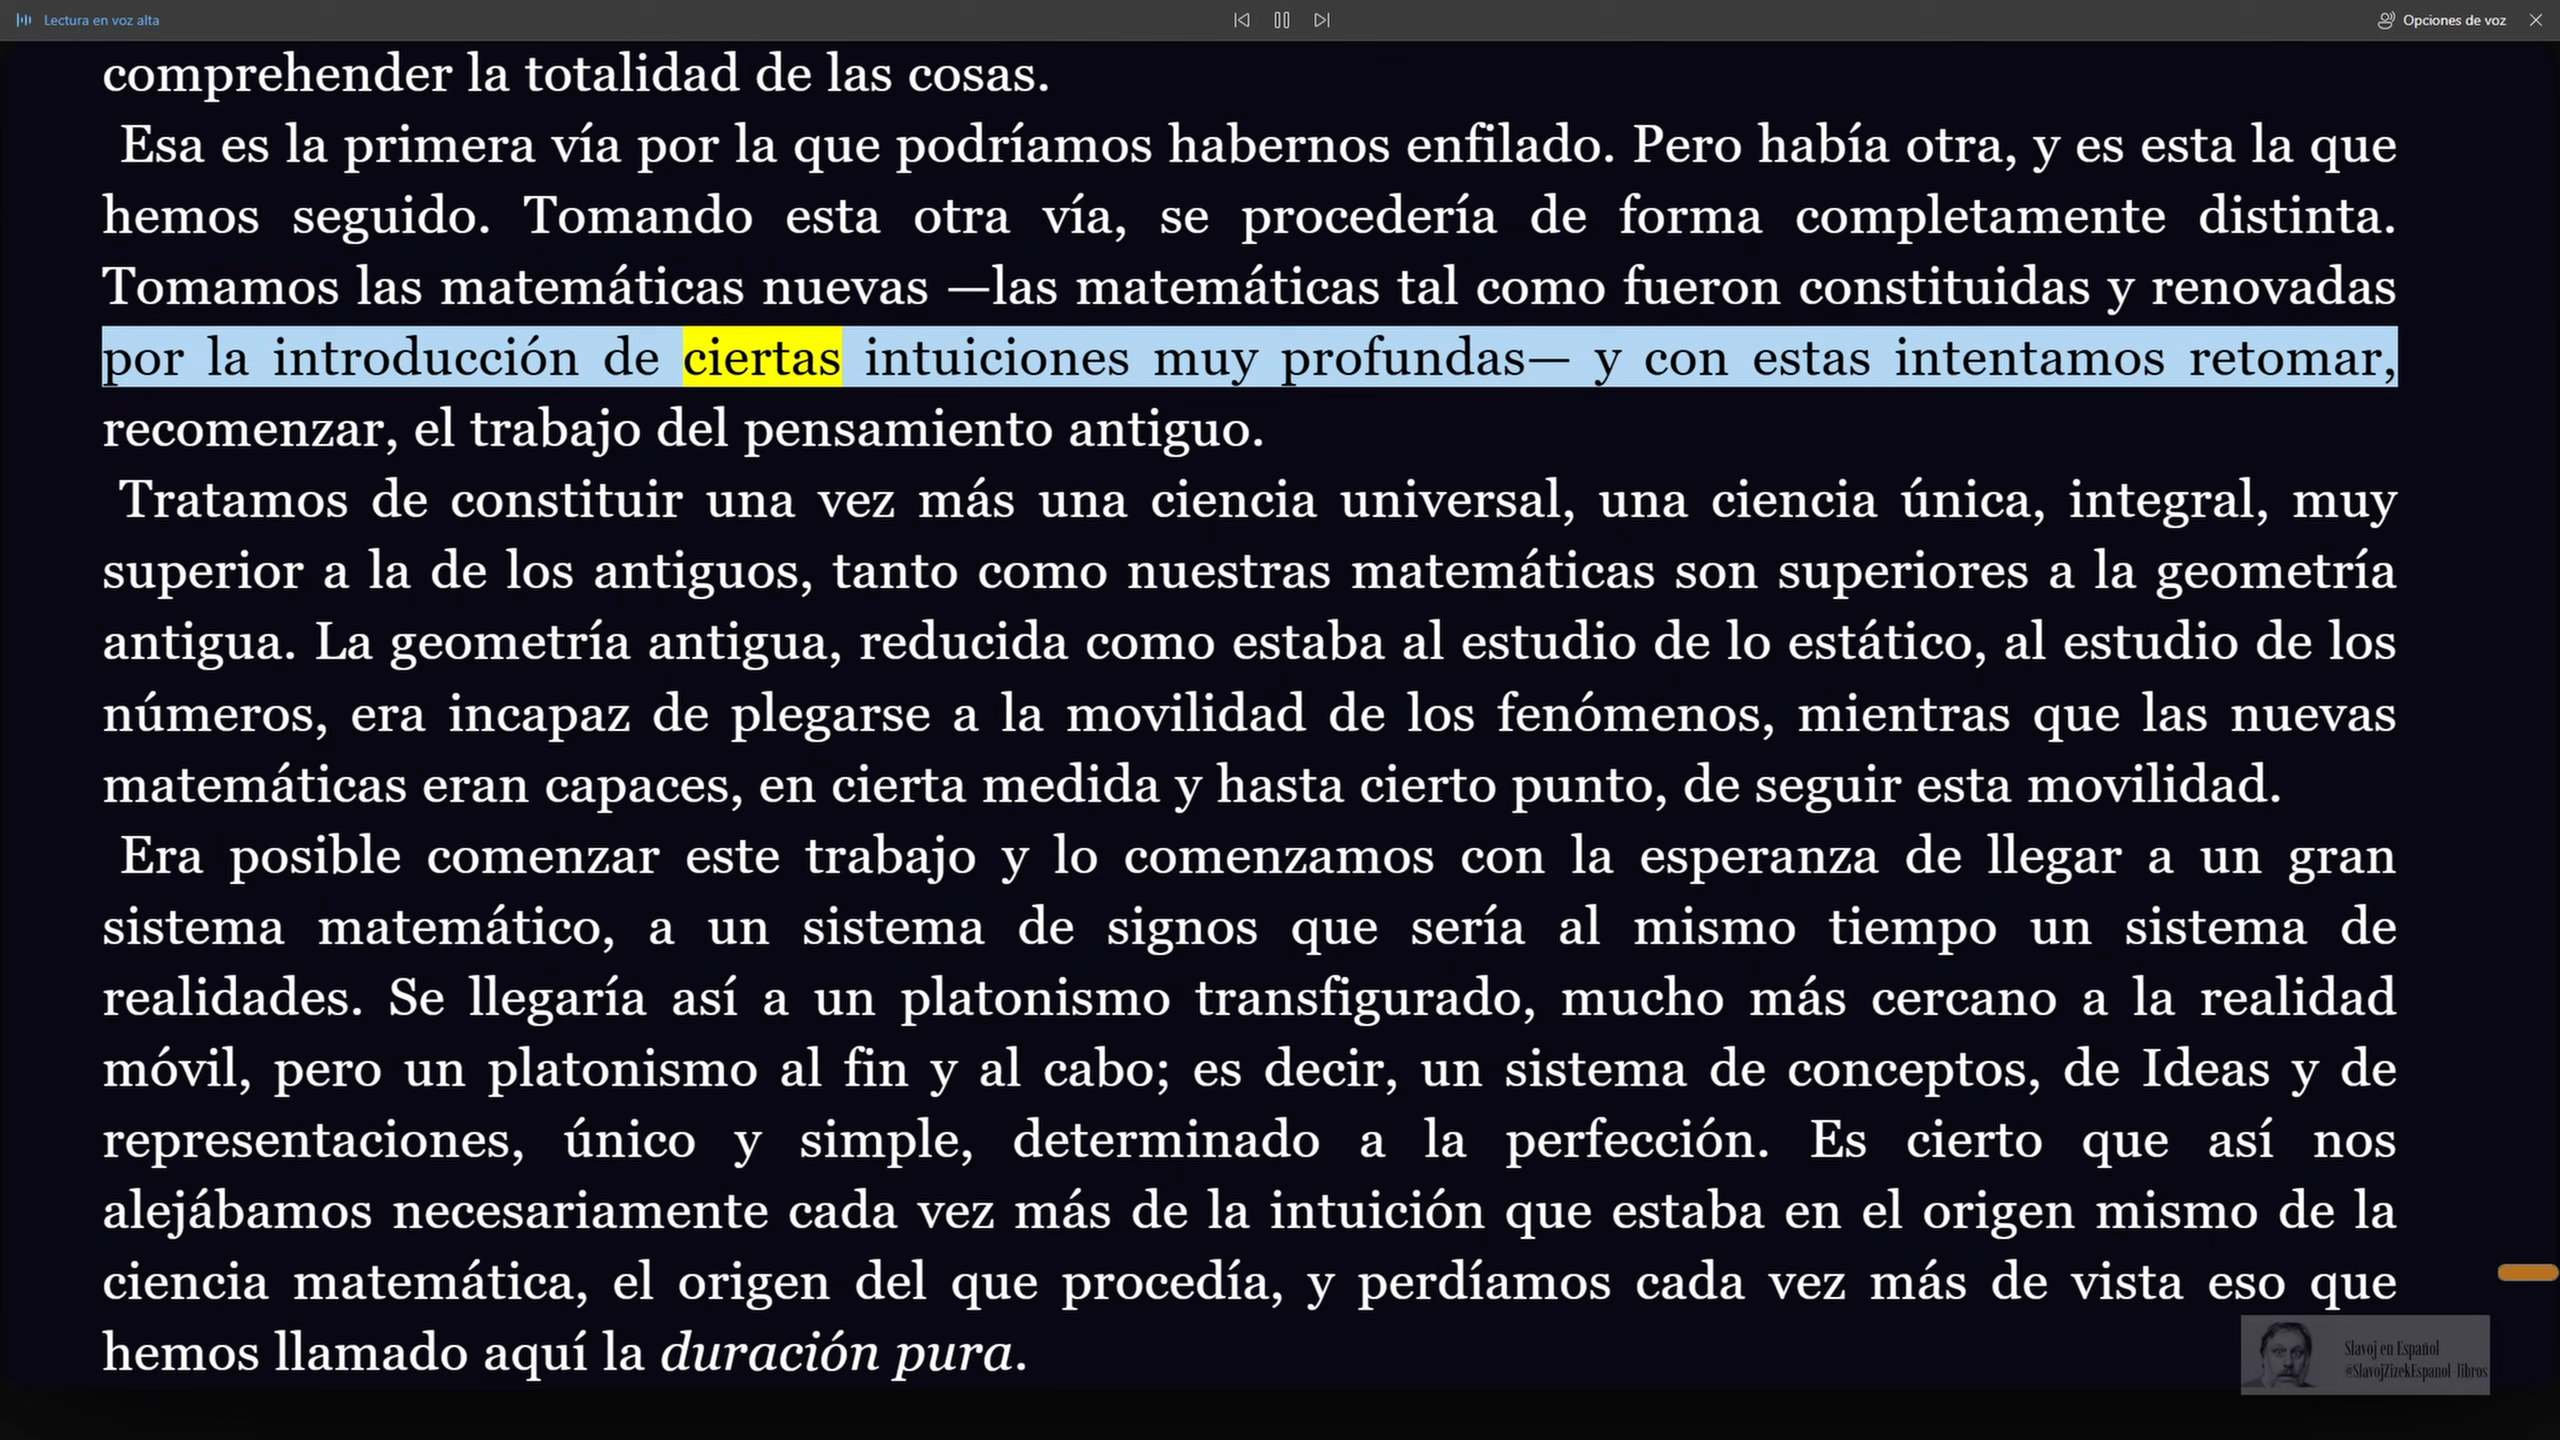 Lectura en voz alta
Opciones de voz
comprehender la totalidad de las cosas.
Esa es la primera vía por la que podríamos habernos enfilado. Pero había otra, y es esta la que
hemos seguido. Tomando esta otra vía, se procedería de forma completamente distinta.
Tomamos las matemáticas nuevas —las matemáticas tal como fueron constituidas y renovadas
por la introducción de ciertas intuiciones muy profundas— y con estas intentamos retomar,
recomenzar, el trabajo del pensamiento antiguo.
Tratamos de constituir una vez más una ciencia universal, una ciencia única, integral, muy
superior a la de los antiguos, tanto como nuestras matemáticas son superiores a la geometría
antigua. La geometría antigua, reducida como estaba al estudio de lo estático, al estudio de los
números, era incapaz de plegarse a la movilidad de los fenómenos, mientras que las nuevas
matemáticas eran capaces, en cierta medida y hasta cierto punto, de seguir esta movilidad.
Era posible comenzar este trabajo y lo comenzamos con la esperanza de llegar a un gran
sistema matemático, a un sistema de signos que sería al mismo tiempo un sistema de
realidades. Se llegaría así a un platonismo transfigurado, mucho más cercano a la realidad
móvil, pero un platonismo al fin y al cabo; es decir, un sistema de conceptos, de Ideas y de
representaciones, único y simple, determinado a la perfección. Es cierto que así nos
alejábamos necesariamente cada vez más de la intuición que estaba en el origen mismo de la
ciencia matemática, el origen del que procedía, y perdíamos cada vez más de vista eso que
hemos llamado aquí la duración pura.
Slavoj en Español
@SlavojZizekEspanol-libros